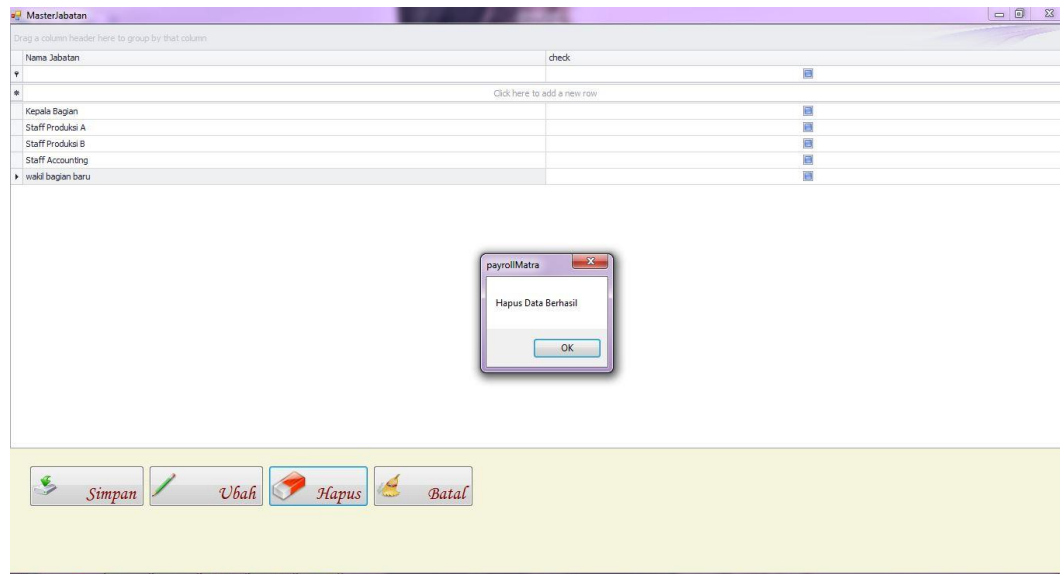 MasterJabatan
Drag a column header here to group by that column
Nama Jabatan check
Click here to add a new row
Kepala Bagian
Staff Produksi A
Staff Produksi B
Staff Accounting
wakil bagian baru
payrollMatra
Hapus Data Berhasil
OK
Simpan Ubah Hapus Batal